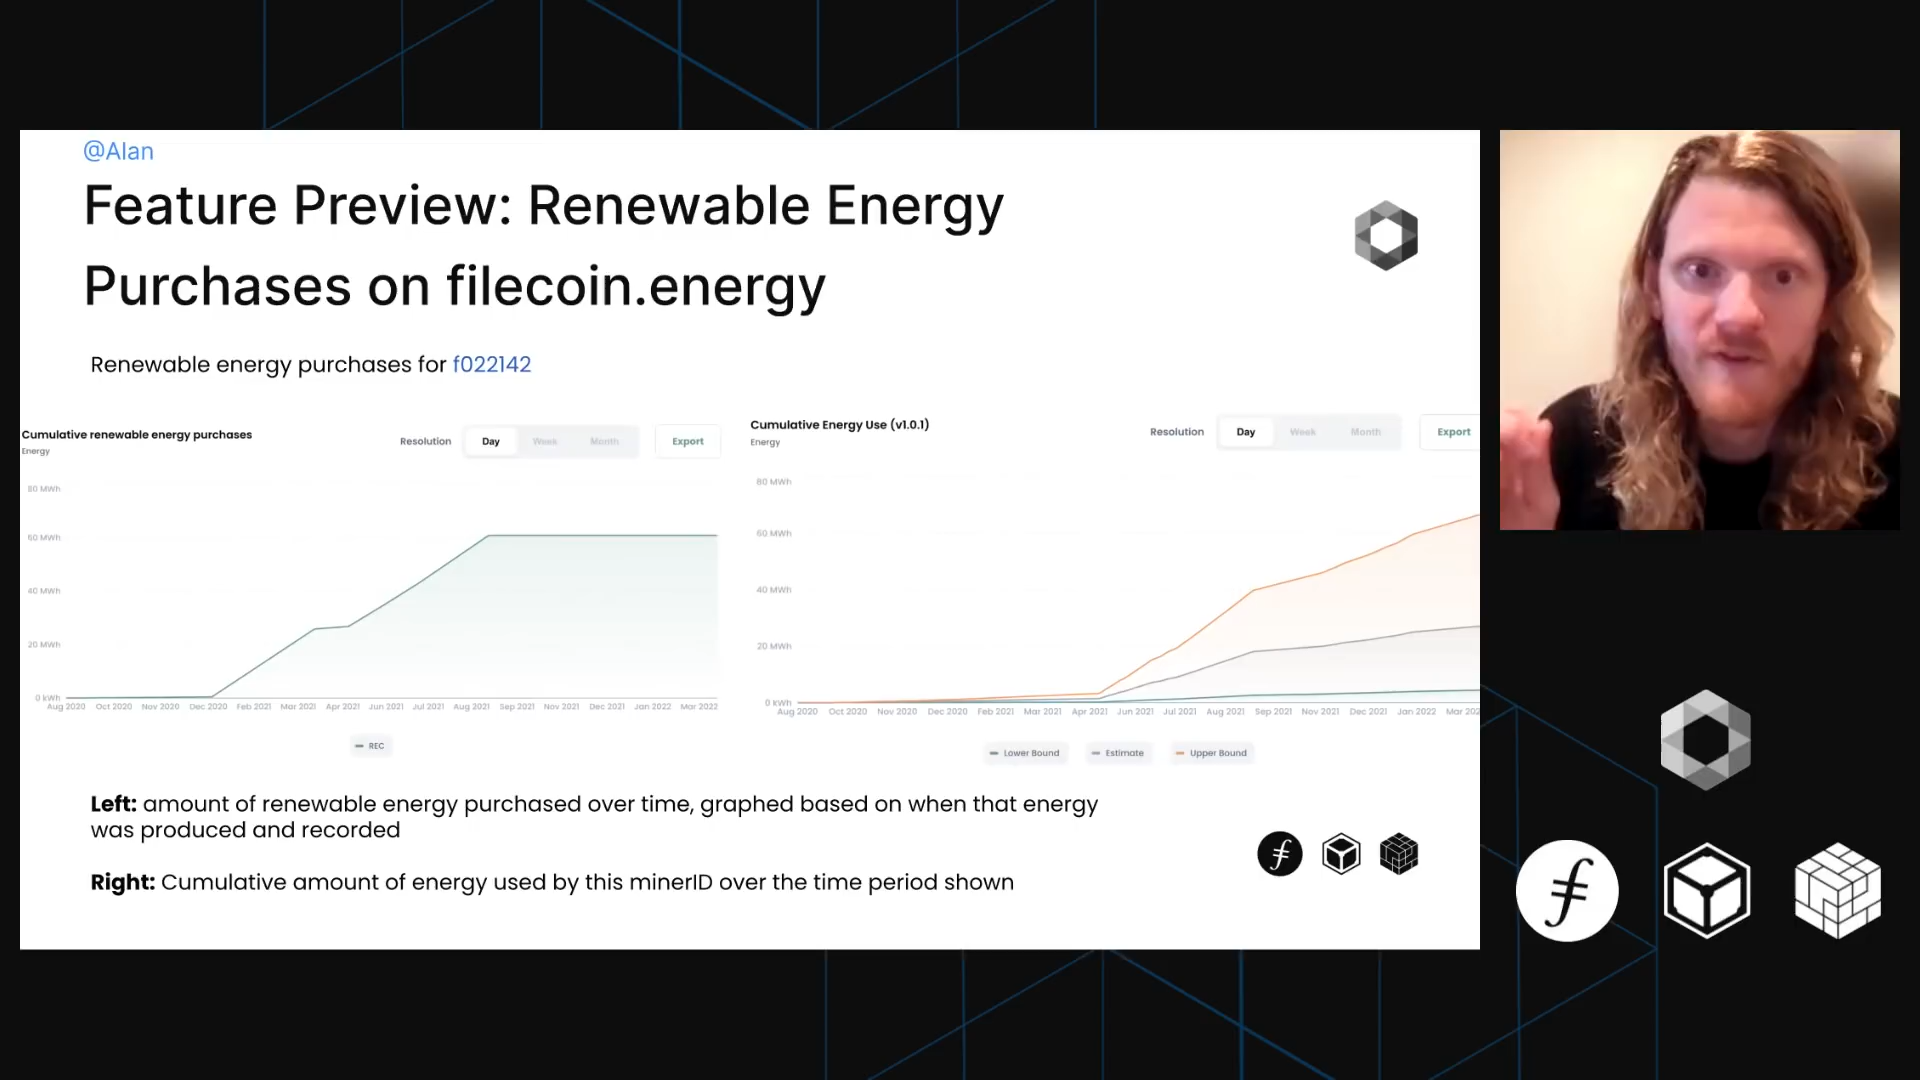 @Alan
Feature Preview: Renewable Energy
Purchases on filecoin.energy
Renewable energy purchases for f022142
Cumulative renewable energy purchases
Energy
Resolution Day Week Month Export
80 MWh
60 MWh
40 MWh
20 MWh
0 kWh
Aug 2020 Oct 2020 Nov 2020 Dec 2020 Feb 2021 Mar 2021 Apr 2021 Jun 2021 Jul 2021 Aug 2021 Sep 2021 Nov 2021 Dec 2021 Jan 2022 Mar 2022
REC
Cumulative Energy Use (v1.0.1)
Energy
Resolution Day Week Month Export
80 MWh
60 MWh
40 MWh
20 MWh
0 kWh
Aug 2020 Oct 2020 Nov 2020 Dec 2020 Feb 2021 Mar 2021 Apr 2021 Jun 2021 Jul 2021 Aug 2021 Sep 2021 Nov 2021 Dec 2021 Jan 2022 Mar 202
Lower Bound Estimate Upper Bound
Left: amount of renewable energy purchased over time, graphed based on when that energy
was produced and recorded
Right: Cumulative amount of energy used by this minerID over the time period shown